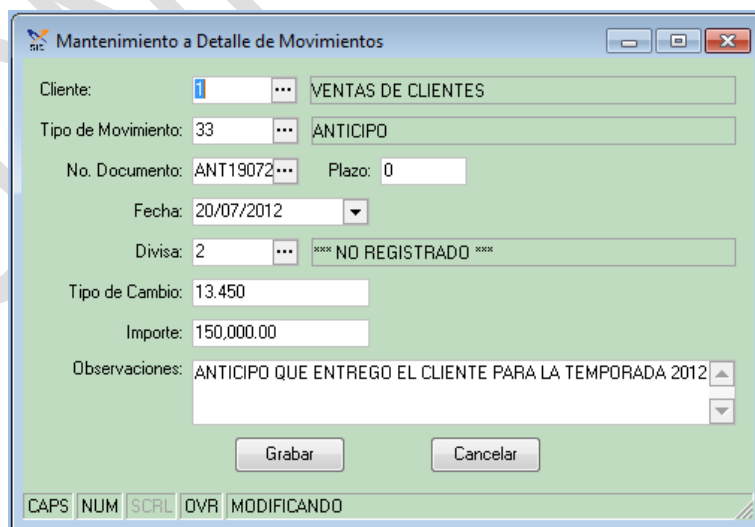 SIC Mantenimiento a Detalle de Movimientos
Cliente: 1 ... VENTAS DE CLIENTES
Tipo de Movimiento: 33 ... ANTICIPO
No. Documento: ANT19072 ... Plazo: 0
Fecha: 20/07/2012
Divisa: 2 ... *** NO REGISTRADO ***
Tipo de Cambio: 13.450
Importe: 150,000.00
Observaciones: ANTICIPO QUE ENTREGO EL CLIENTE PARA LA TEMPORADA 2012
Grabar Cancelar
CAPS NUM SCRL OVR MODIFICANDO